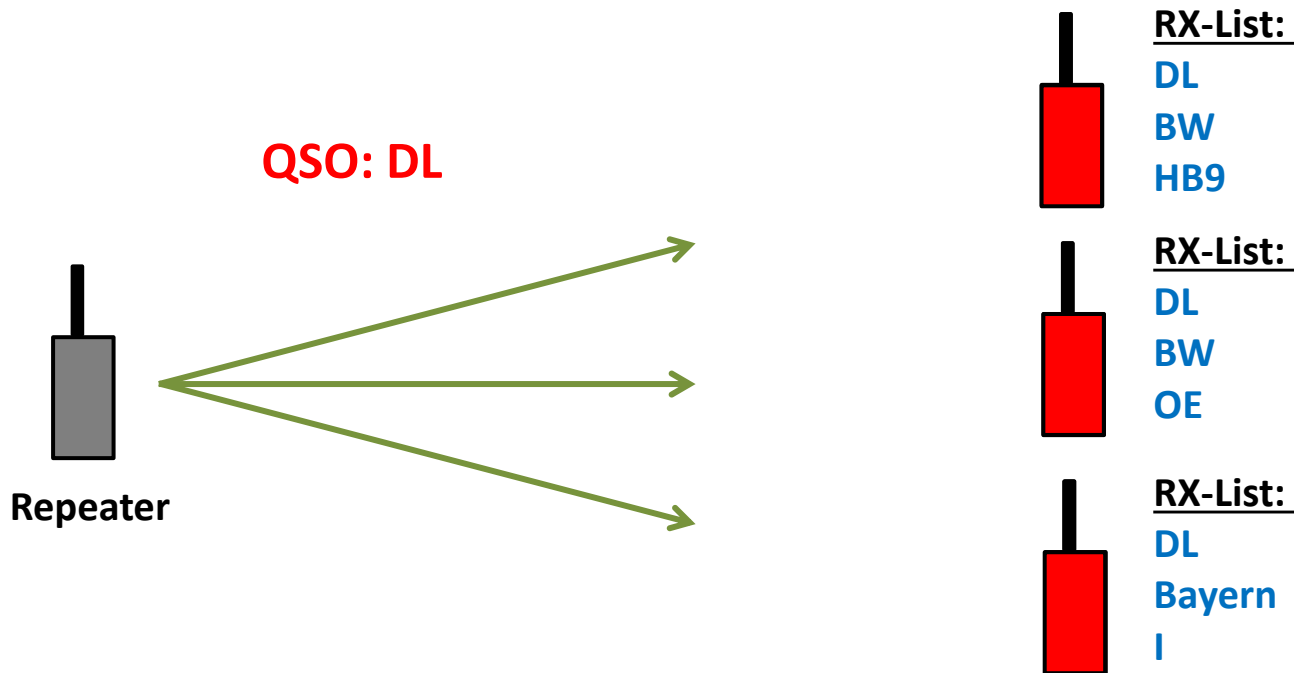 QSO: DL
Repeater
RX-List:
DL
BW
HB9
RX-List:
DL
BW
OE
RX-List:
DL
Bayern
I